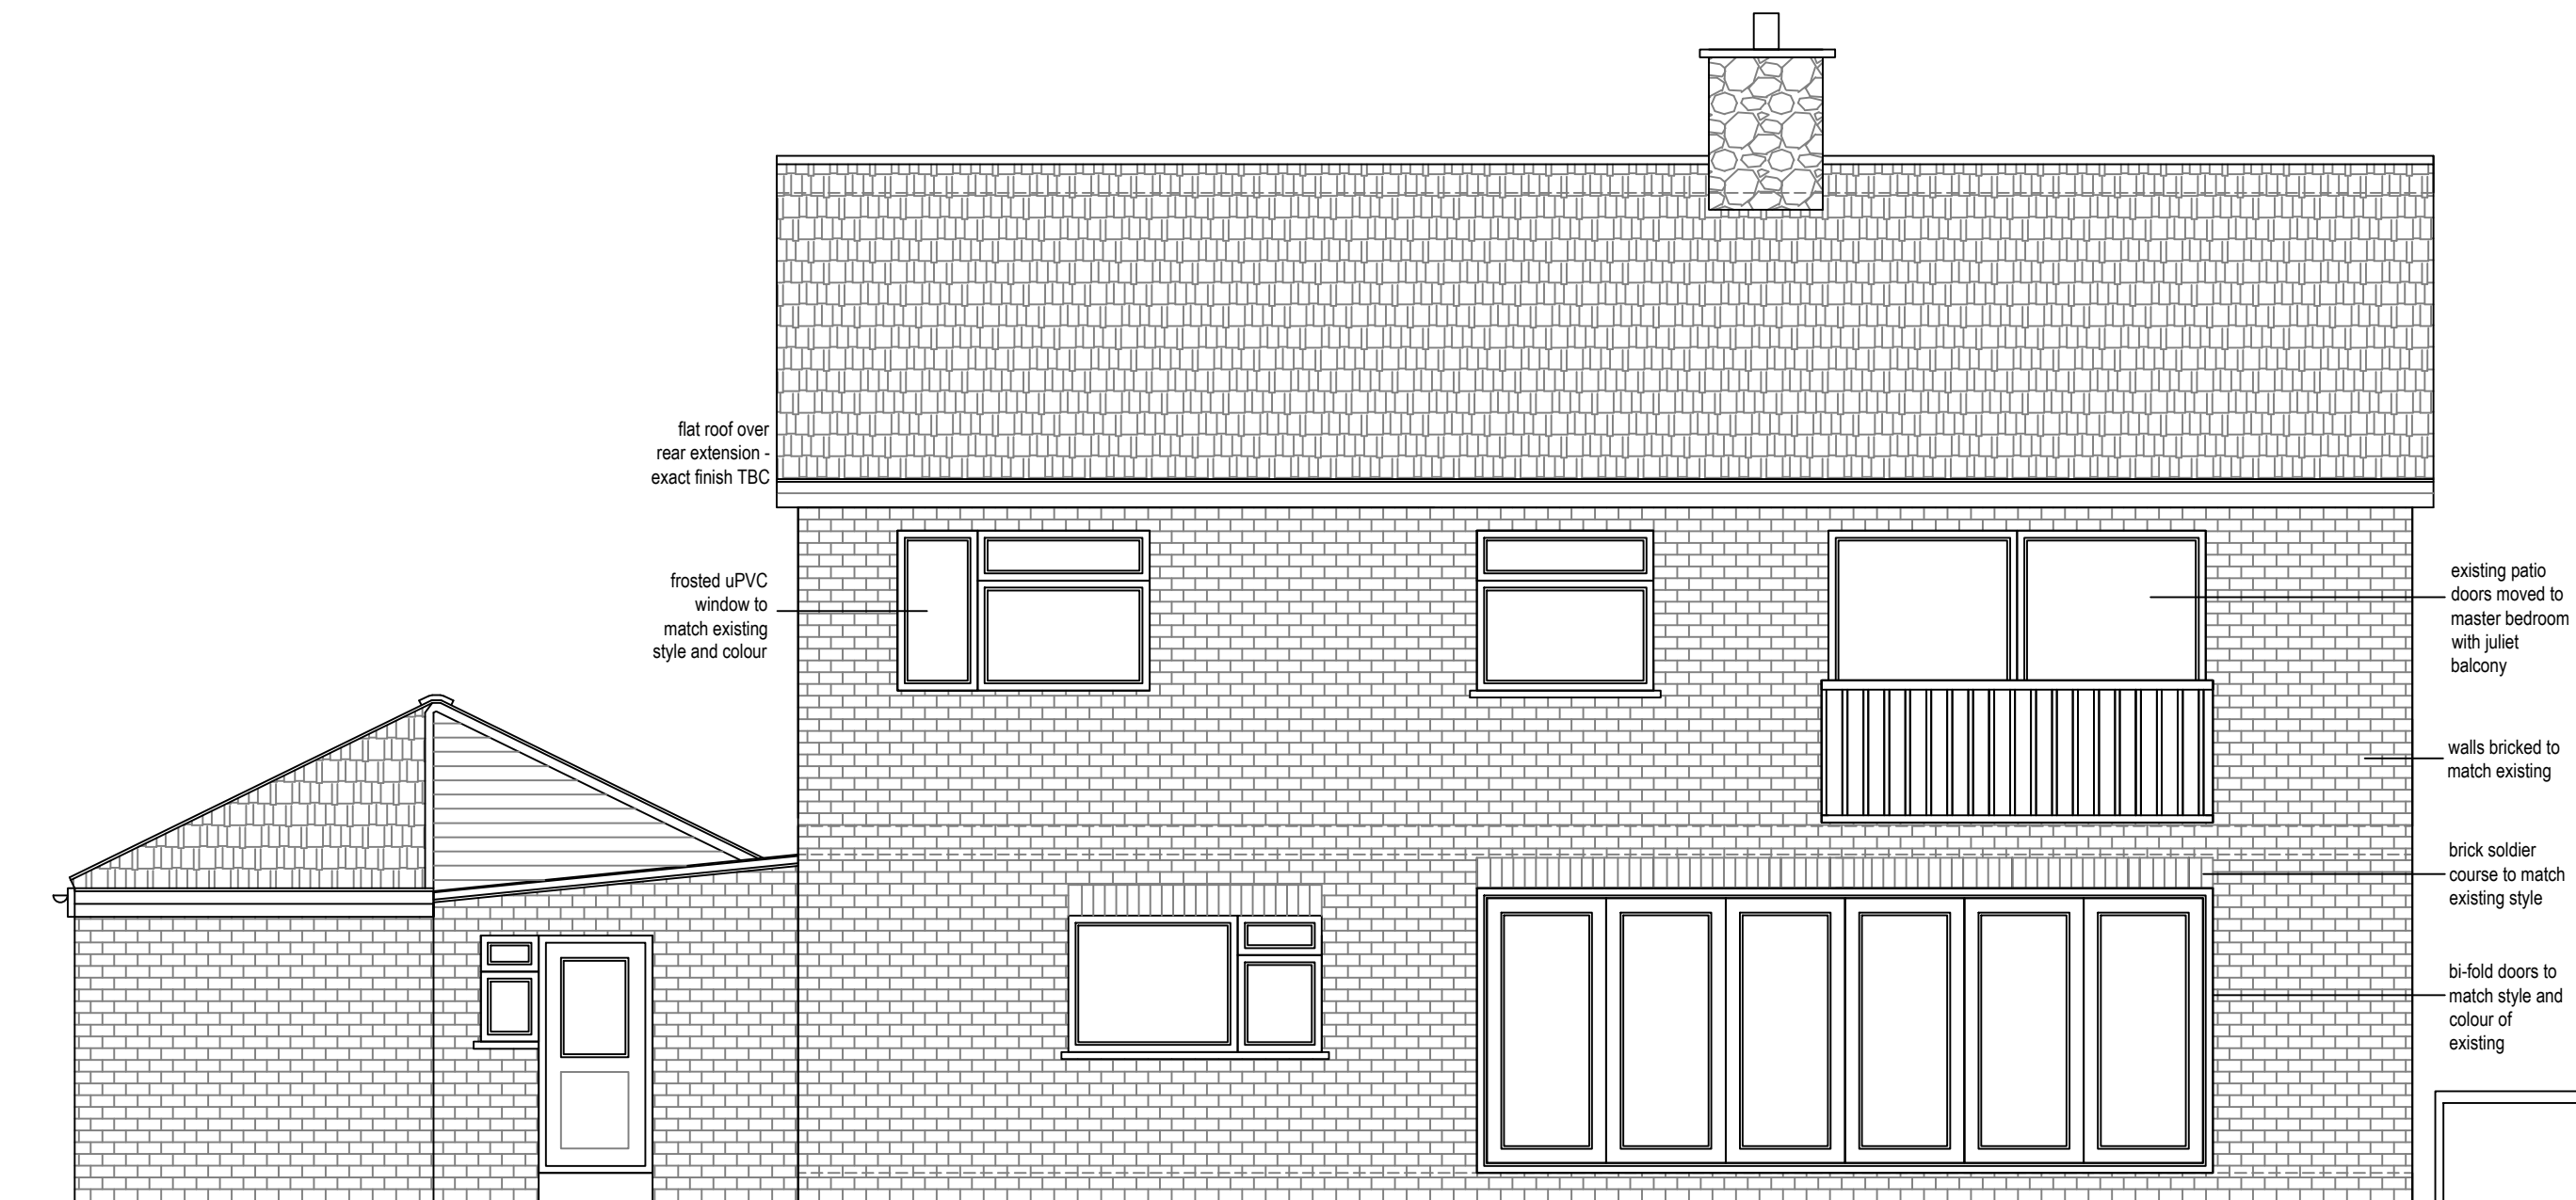 flat roof over
rear extension -
exact finish TBC
frosted uPVC
window to
match existing
style and colour
existing patio
doors moved to
master bedroom
with juliet
balcony
walls bricked to
match existing
brick soldier
course to match
existing style
bi-fold doors to
match style and
colour of
existing